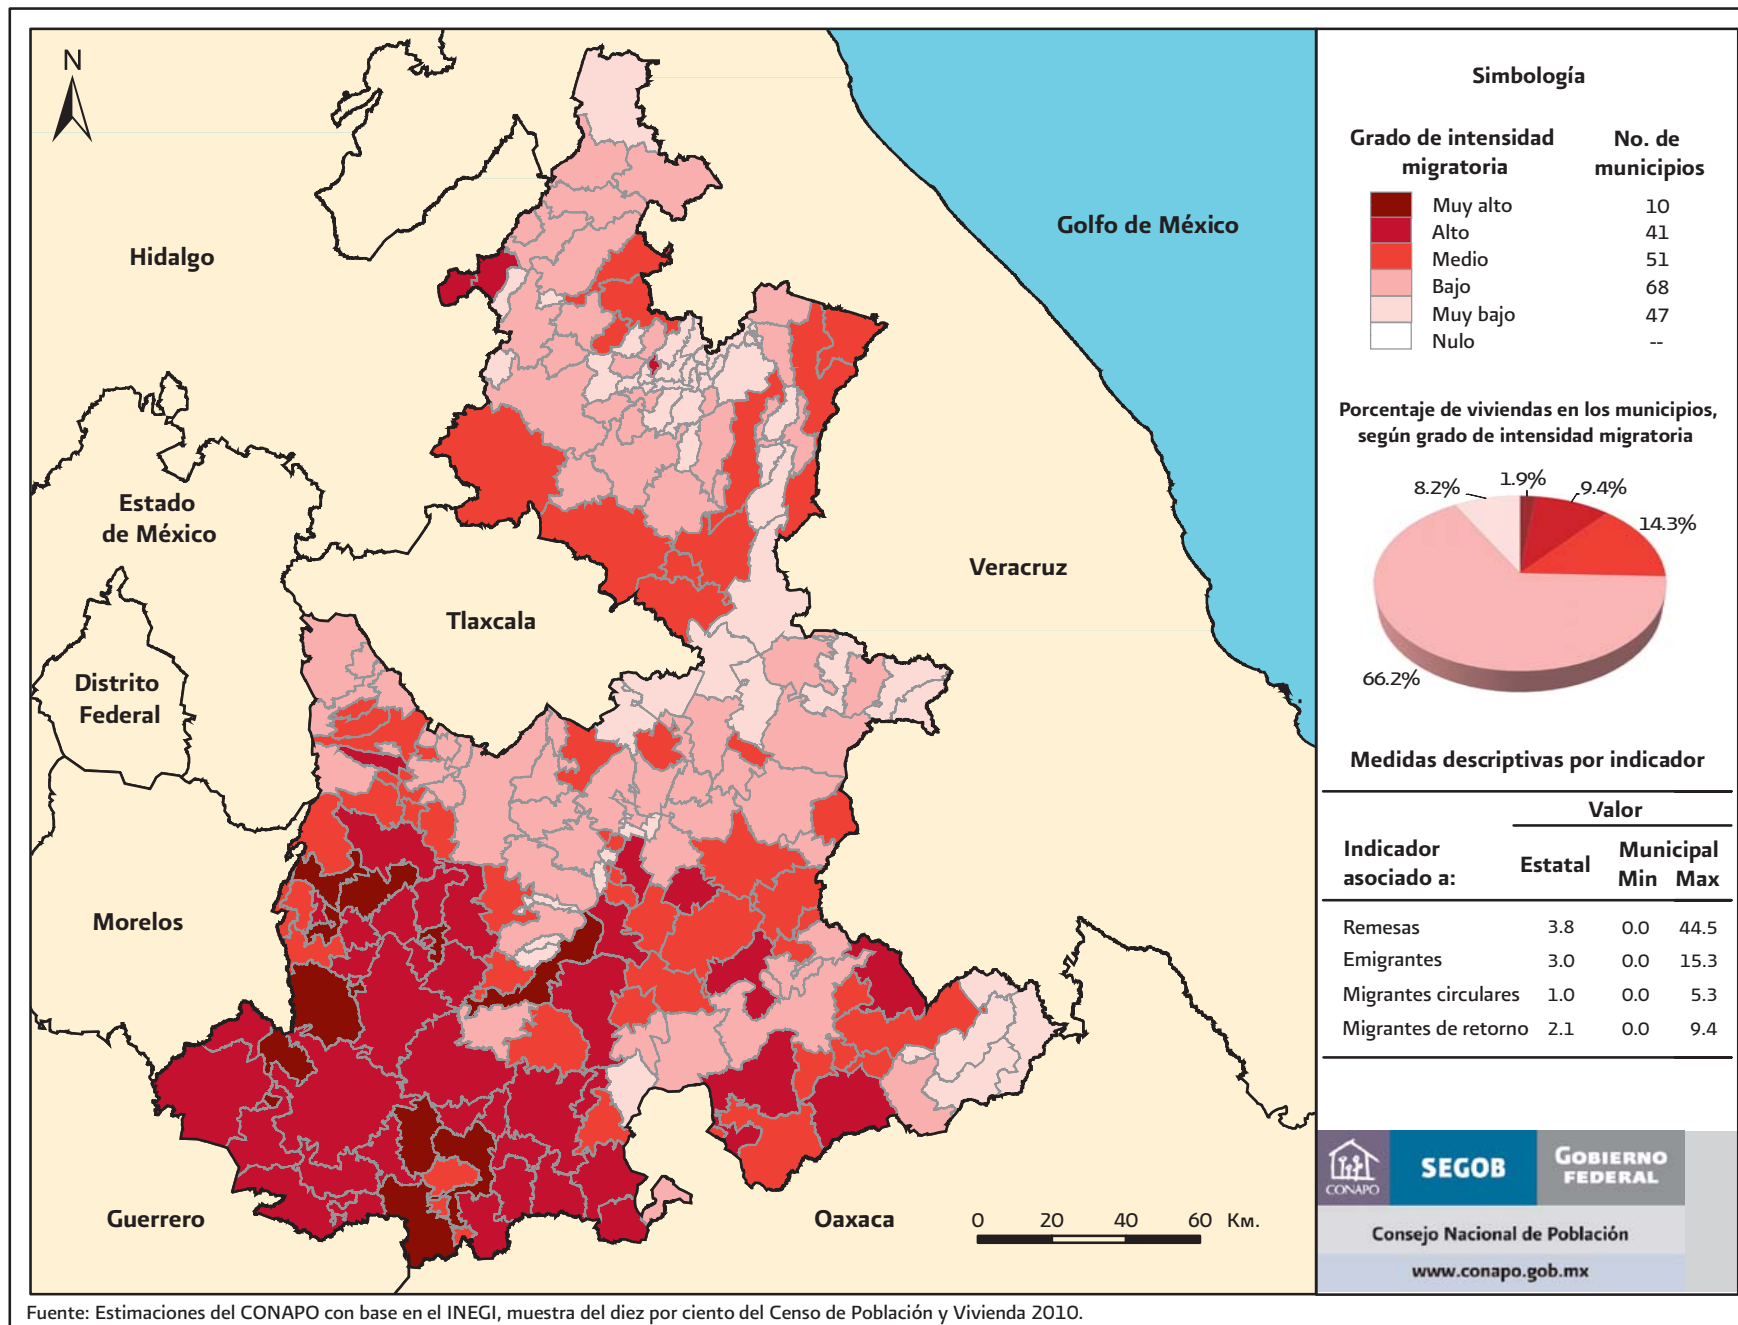 N
Hidalgo
Golfo de México
Estado
de México
Veracruz
Tlaxcala
Distrito
Federal
Morelos
Guerrero
Oaxaca
0 20 40 60 Km.
Simbología
Grado de intensidad
migratoria
No. de
municipios
Muy alto 10
Alto 41
Medio 51
Bajo 68
Muy bajo 47
Nulo --
Porcentaje de viviendas en los municipios,
según grado de intensidad migratoria
8.2% 1.9% 9.4%
14.3%
66.2%
Medidas descriptivas por indicador
Valor
Indicador
asociado a:
Estatal
Municipal
Min Max
Remesas 3.8 0.0 44.5
Emigrantes 3.0 0.0 15.3
Migrantes circulares 1.0 0.0 5.3
Migrantes de retorno 2.1 0.0 9.4
CONAPO
SEGOB
GOBIERNO
FEDERAL
Consejo Nacional de Población
www.conapo.gob.mx
Fuente: Estimaciones del CONAPO con base en el INEGI, muestra del diez por ciento del Censo de Población y Vivienda 2010.